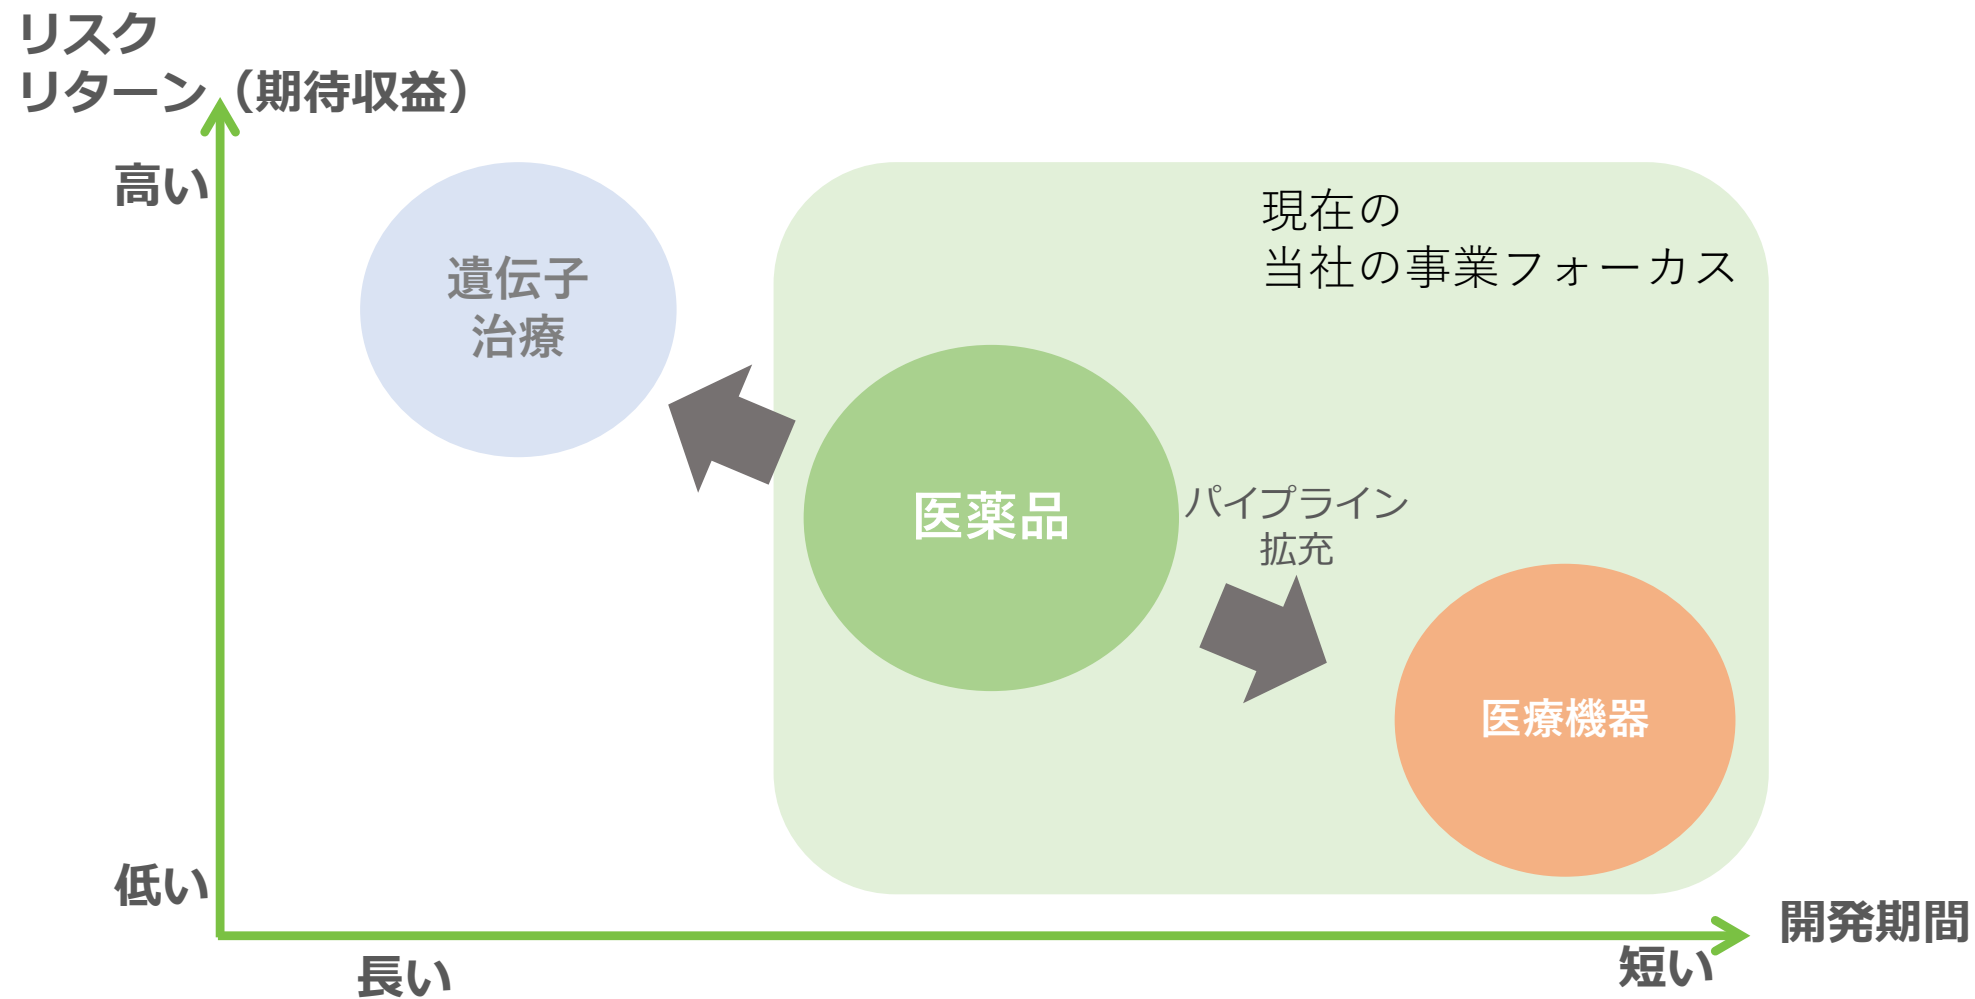 リスク
リターン（期待収益）
高い
現在の
当社の事業フォーカス
遺伝子
治療
医薬品
パイプライン
拡充
医療機器
低い
開発期間
長い
短い